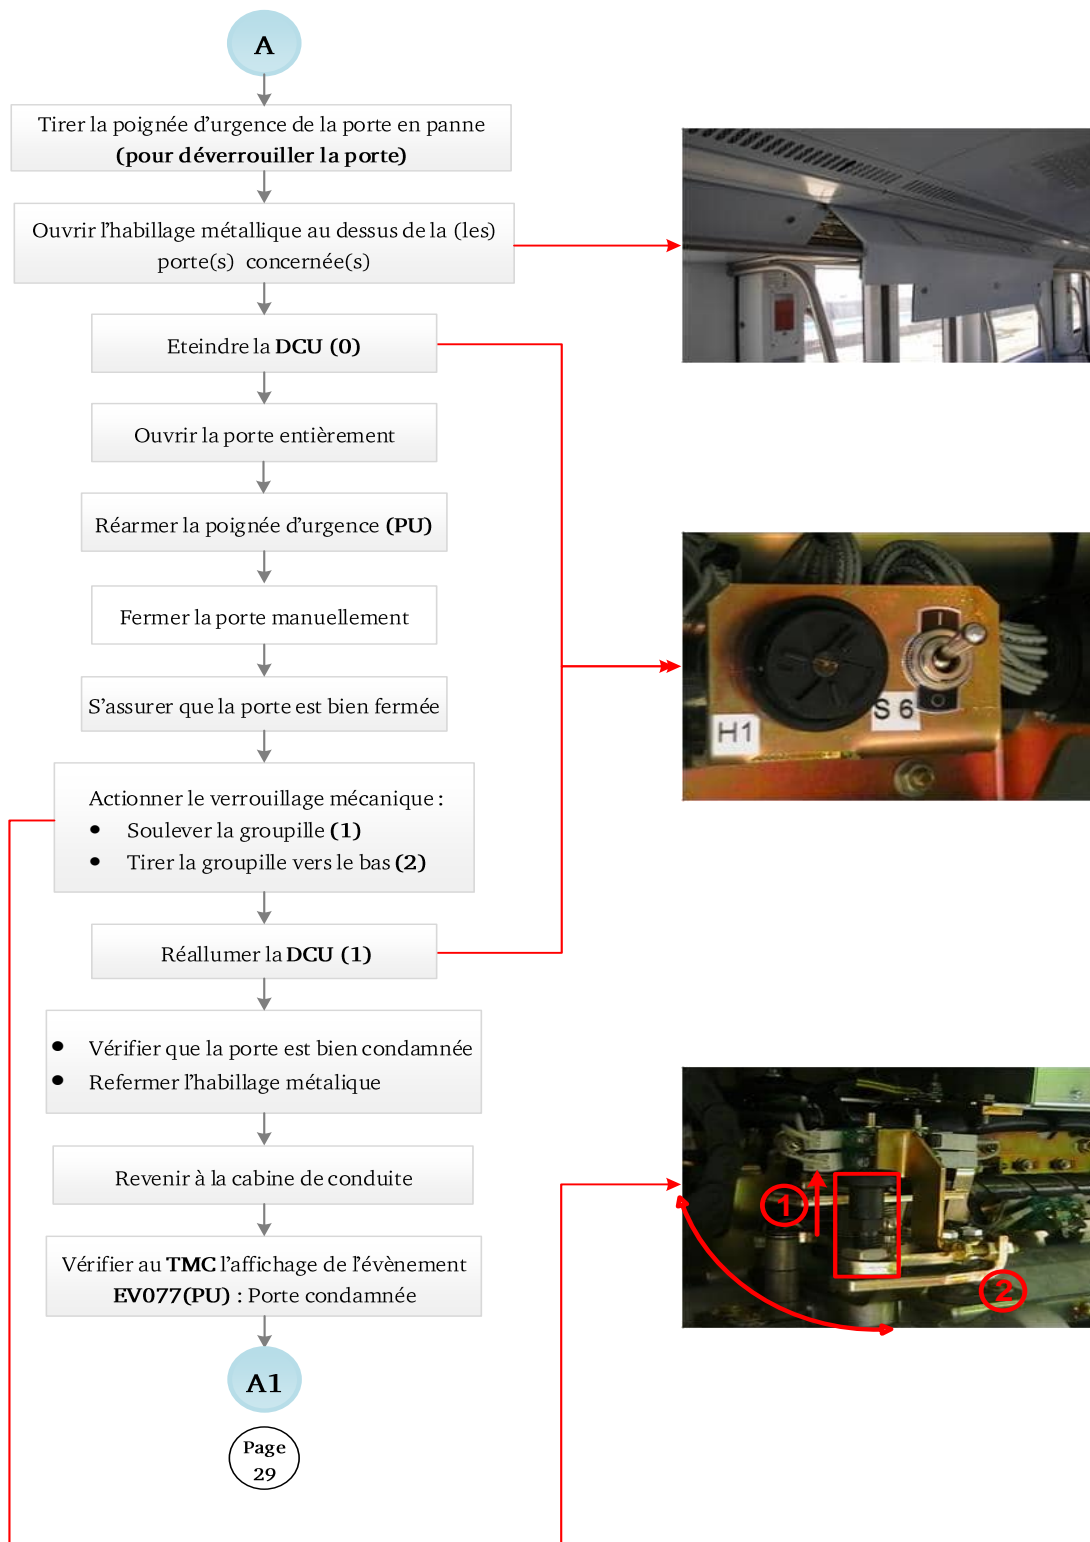 A
Tirer la poignée d'urgence de la porte en panne
(pour déverrouiller la porte)
Ouvrir l'habillage métallique au dessus de la (les)
porte(s) concernée(s)
Eteindre la DCU (0)
Ouvrir la porte entièrement
Réarmer la poignée d'urgence (PU)
Fermer la porte manuellement
S'assurer que la porte est bien fermée
Actionner le verrouillage mécanique :
• Soulever la groupille (1)
• Tirer la groupille vers le bas (2)
Réallumer la DCU (1)
• Vérifier que la porte est bien condamnée
• Refermer l'habillage métalique
Revenir à la cabine de conduite
Vérifier au TMC l'affichage de l'évènement
EV077(PU) : Porte condamnée
A1
Page
29
I
S 6
O
H1
1
2